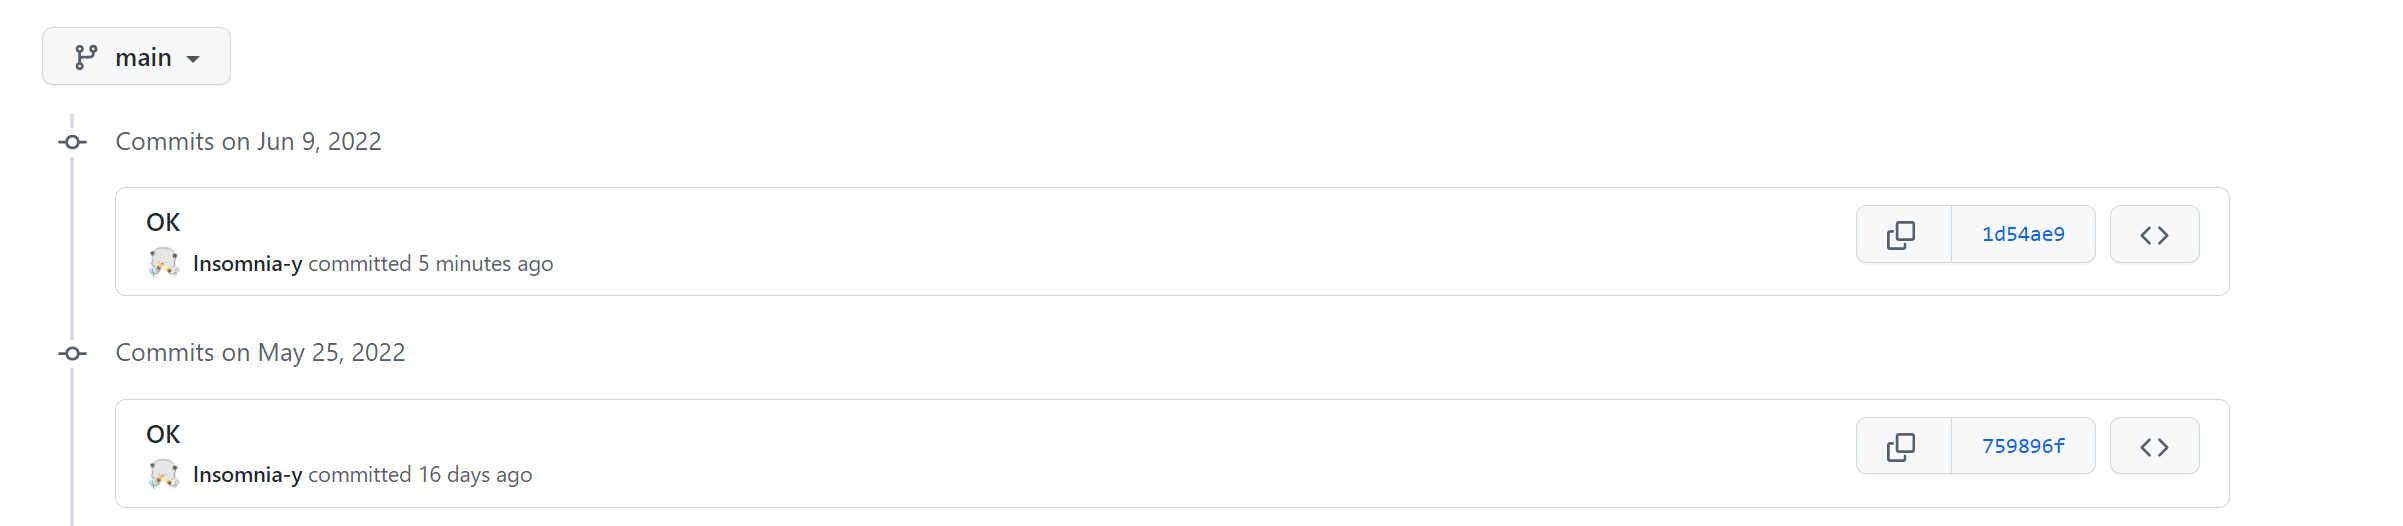 main
Commits on Jun 9, 2022
OK
1d54ae9
Insomnia-y committed 5 minutes ago
Commits on May 25, 2022
OK
759896f
Insomnia-y committed 16 days ago